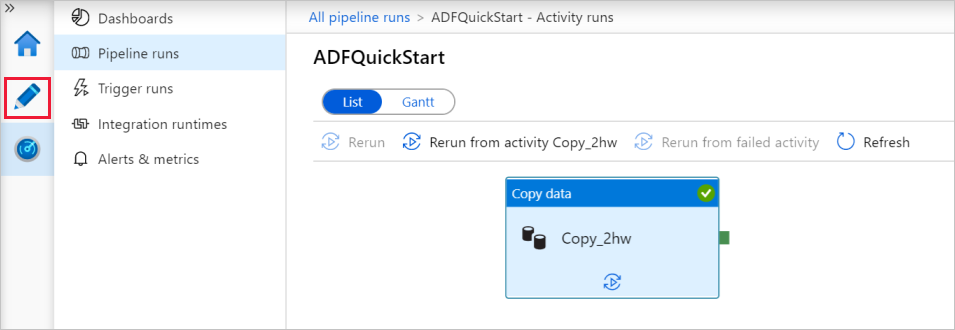 Dashboards
Pipeline runs
Trigger runs
Integration runtimes
Alerts & metrics
All pipeline runs > ADFQuickStart - Activity runs
ADFQuickStart
List Gantt
Rerun Rerun from activity Copy_2hw Rerun from failed activity Refresh
Copy data
Copy_2hw